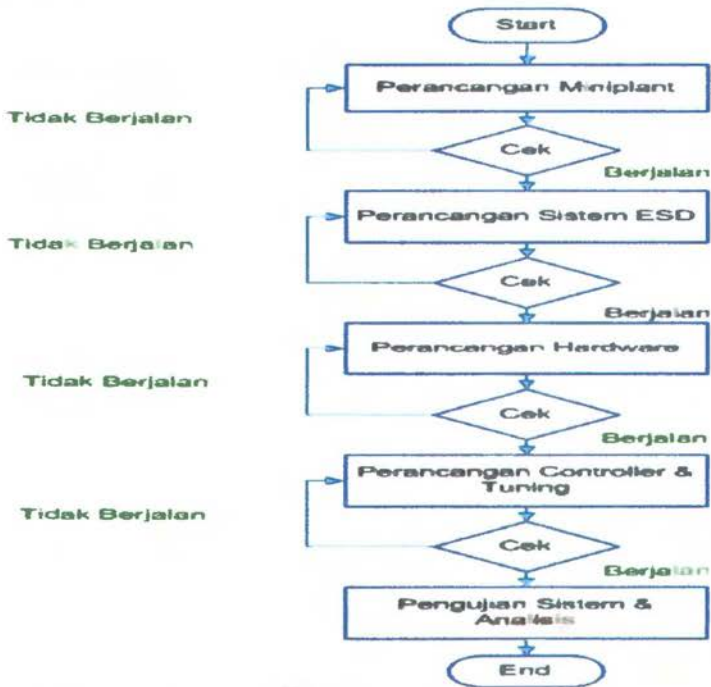 Start
Perancangan Miniplant
Tidak Berjalan
Cek
Berjalan
Perancangan Sistem ESD
Tidak Berjalan
Cek
Berjalan
Perancangan Hardware
Tidak Berjalan
Cek
Berjalan
Perancangan Controller &
Tuning
Tidak Berjalan
Cek
Berjalan
Pengujian Sistem &
Analisis
End